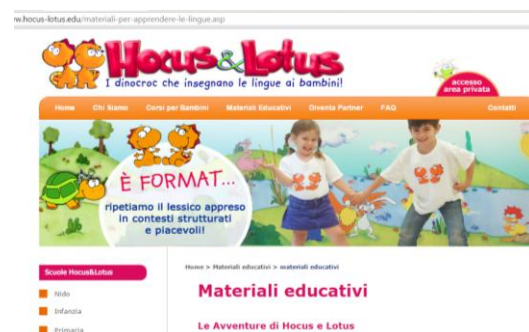 w.hocus-lotus.edu/materiali-per-apprendere-le-lingue.asp
Hocus&Lotus
I dinocroc che insegnano le lingue ai bambini!
accesso
area privata
Home Chi Siamo Corsi per Bambini Materiali Educativi Diventa Partner FAQ Contatti
È FORMAT...
ripetiamo il lessico appreso
in contesti strutturati
e piacevoli!
Scuole Hocus&Lotus
Nido
Infanzia
Primaria
Home > Materiali educativi > materiali educativi
Materiali educativi
Le Avventure di Hocus e Lotus